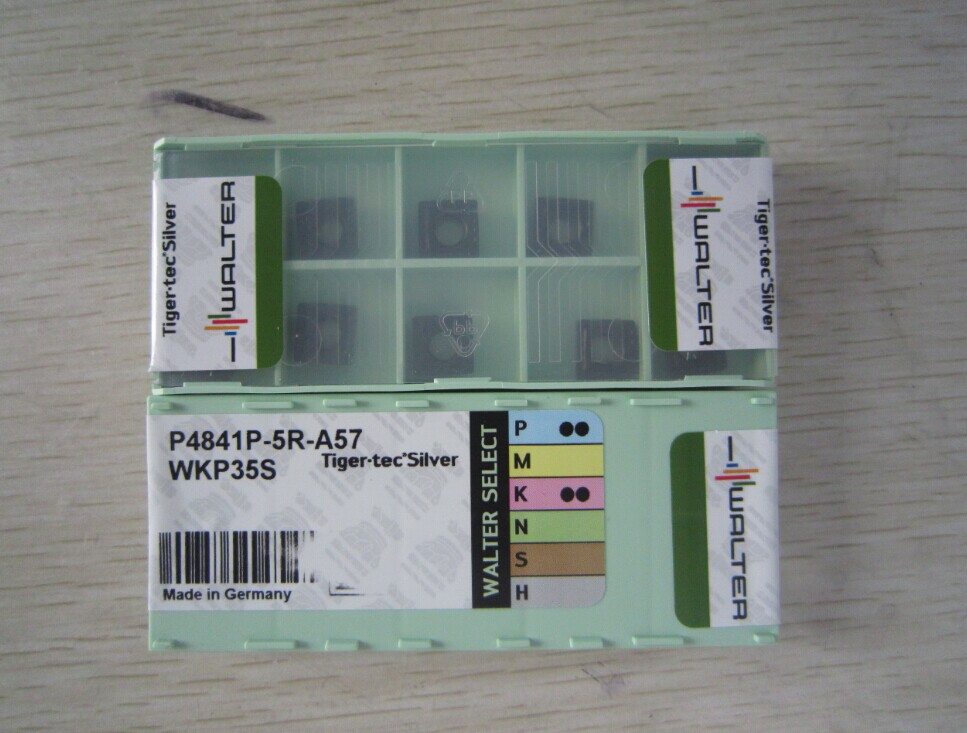 Tiger·tec®Silver
WALTER
WALTER
Tiger·tec®Silver
P4841P-5R-A57
WKP35S
Tiger·tec®Silver
Made in Germany
WALTER SELECT
P
M
K
N
S
H
WALTER